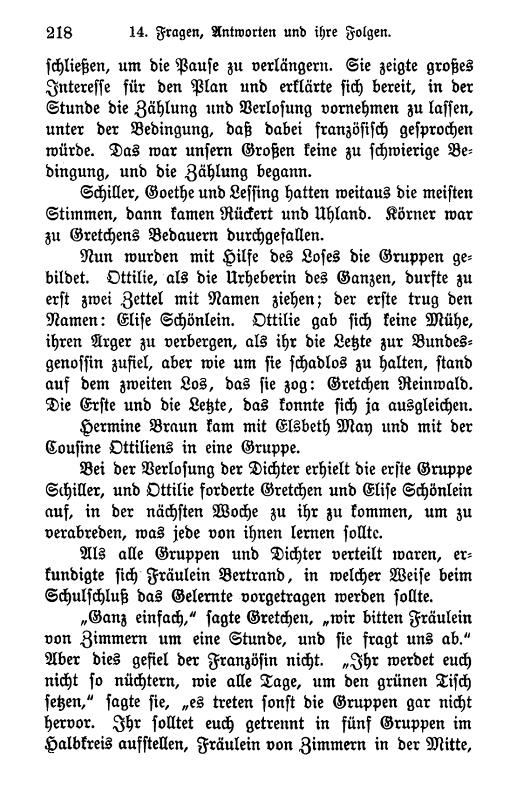 218 14. Fragen, Antworten und ihre Folgen.
schließen, um die Pause zu verlängern. Sie zeigte großes
Interesse für den Plan und erklärte sich bereit, in der
Stunde die Zählung und Verlosung vornehmen zu lassen,
unter der Bedingung, daß dabei französisch gesprochen
würde. Das war unsern Großen keine zu schwierige Be-
dingung, und die Zählung begann.
Schiller, Goethe und Lessing hatten weitaus die meisten
Stimmen, dann kamen Rückert und Uhland. Körner war
zu Gretchens Bedauern durchgefallen.
Nun wurden mit Hilfe des Loses die Gruppen ge-
bildet. Ottilie, als die Urheberin des Ganzen, durfte zu
erst zwei Zettel mit Namen ziehen; der erste trug den
Namen: Elise Schönlein. Ottilie gab sich keine Mühe,
ihren Ärger zu verbergen, als ihr die Letzte zur Bundes-
genossin zufiel, aber wie um sie schadlos zu halten, stand
auf dem zweiten Los, das sie zog: Gretchen Reinwald.
Die Erste und die Letzte, das konnte sich ja ausgleichen.
Hermine Braun kam mit Elsbeth May und mit der
Cousine Ottiliens in eine Gruppe.
Bei der Verlosung der Dichter erhielt die erste Gruppe
Schiller, und Ottilie forderte Gretchen und Elise Schönlein
auf, in der nächsten Woche zu ihr zu kommen, um zu
verabreden, was jede von ihnen lernen sollte.
Als alle Gruppen und Dichter verteilt waren, er-
kundigte sich Fräulein Bertrand, in welcher Weise beim
Schulschluß das Gelernte vorgetragen werden sollte.
„Ganz einfach,“ sagte Gretchen, „wir bitten Fräulein
von Zimmern um eine Stunde, und sie fragt uns ab.“
Aber dies gefiel der Französin nicht. „Ihr werdet euch
nicht so nüchtern, wie alle Tage, um den grünen Tisch
setzen,“ sagte sie, „es treten sonst die Gruppen gar nicht
hervor. Ihr solltet euch getrennt in fünf Gruppen im
Halbkreis aufstellen, Fräulein von Zimmern in der Mitte,